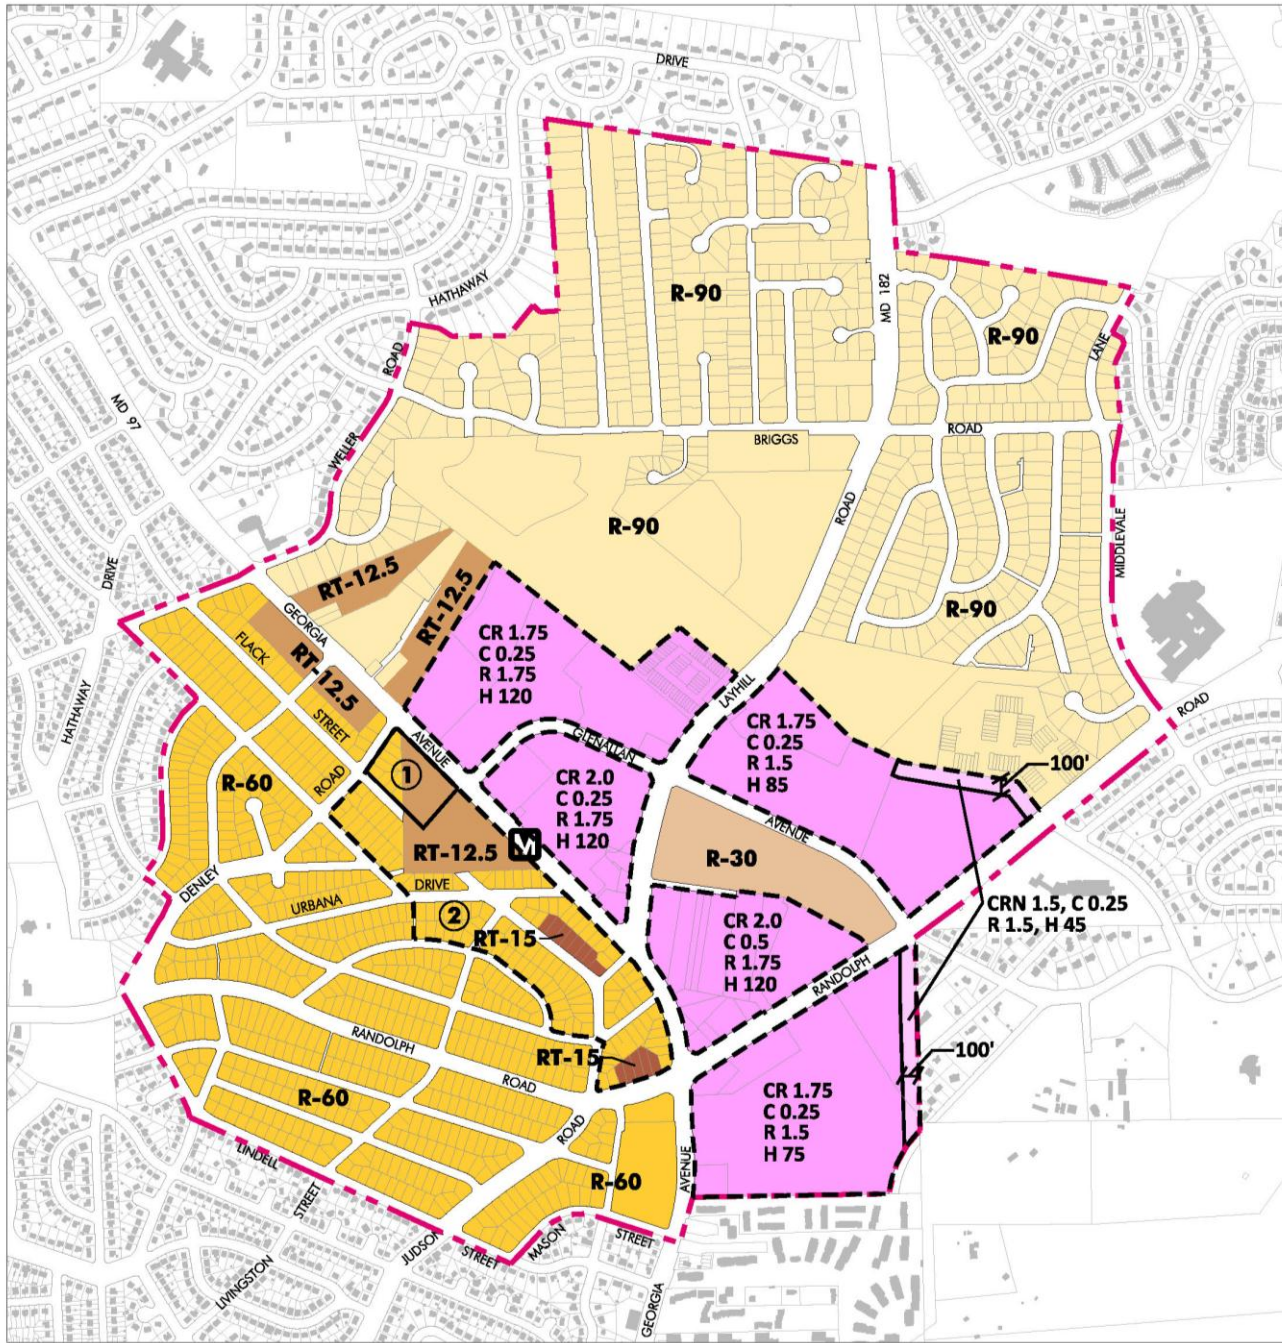 DRIVE
HATHAWAY
R-90
MD 182
R-90
LANE
ROAD
MD 97
WELLER
BRIGGS
ROAD
ROAD
R-90
MIDDLEVALE
DRIVE
RT-12.5
RT-12.5
R-90
GEORGIA
FLACK
RT-12.5
STREET
CR 1.75
C 0.25
R 1.75
H 120
LAYHILL
ROAD
HATHAWAY
AVENUE
GLENALLAN
CR 1.75
C 0.25
R 1.5
H 85
100'
R-60
ROAD
1
CR 2.0
C 0.25
R 1.75
H 120
AVENUE
M
RT-12.5
R-30
DENLEY
URBANA
DRIVE
2
RT-15
CRN 1.5, C 0.25
R 1.5, H 45
CR 2.0
C 0.5
R 1.75
H 120
RANDOLPH
RANDOLPH
ROAD
RT-15
100'
R-60
ROAD
CR 1.75
C 0.25
R 1.5
H 75
LINDELL
STREET
R-60
AVENUE
LIVINGSTON
JUDSON
STREET
MASON
STREET
GEORGIA